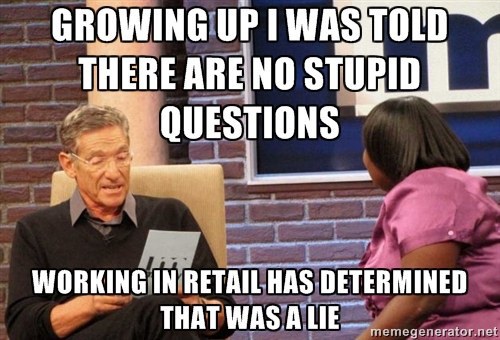 GROWING UP I WAS TOLD
THERE ARE NO STUPID
QUESTIONS
WORKING IN RETAIL HAS DETERMINED
THAT WAS A LIE
memegenerator.net